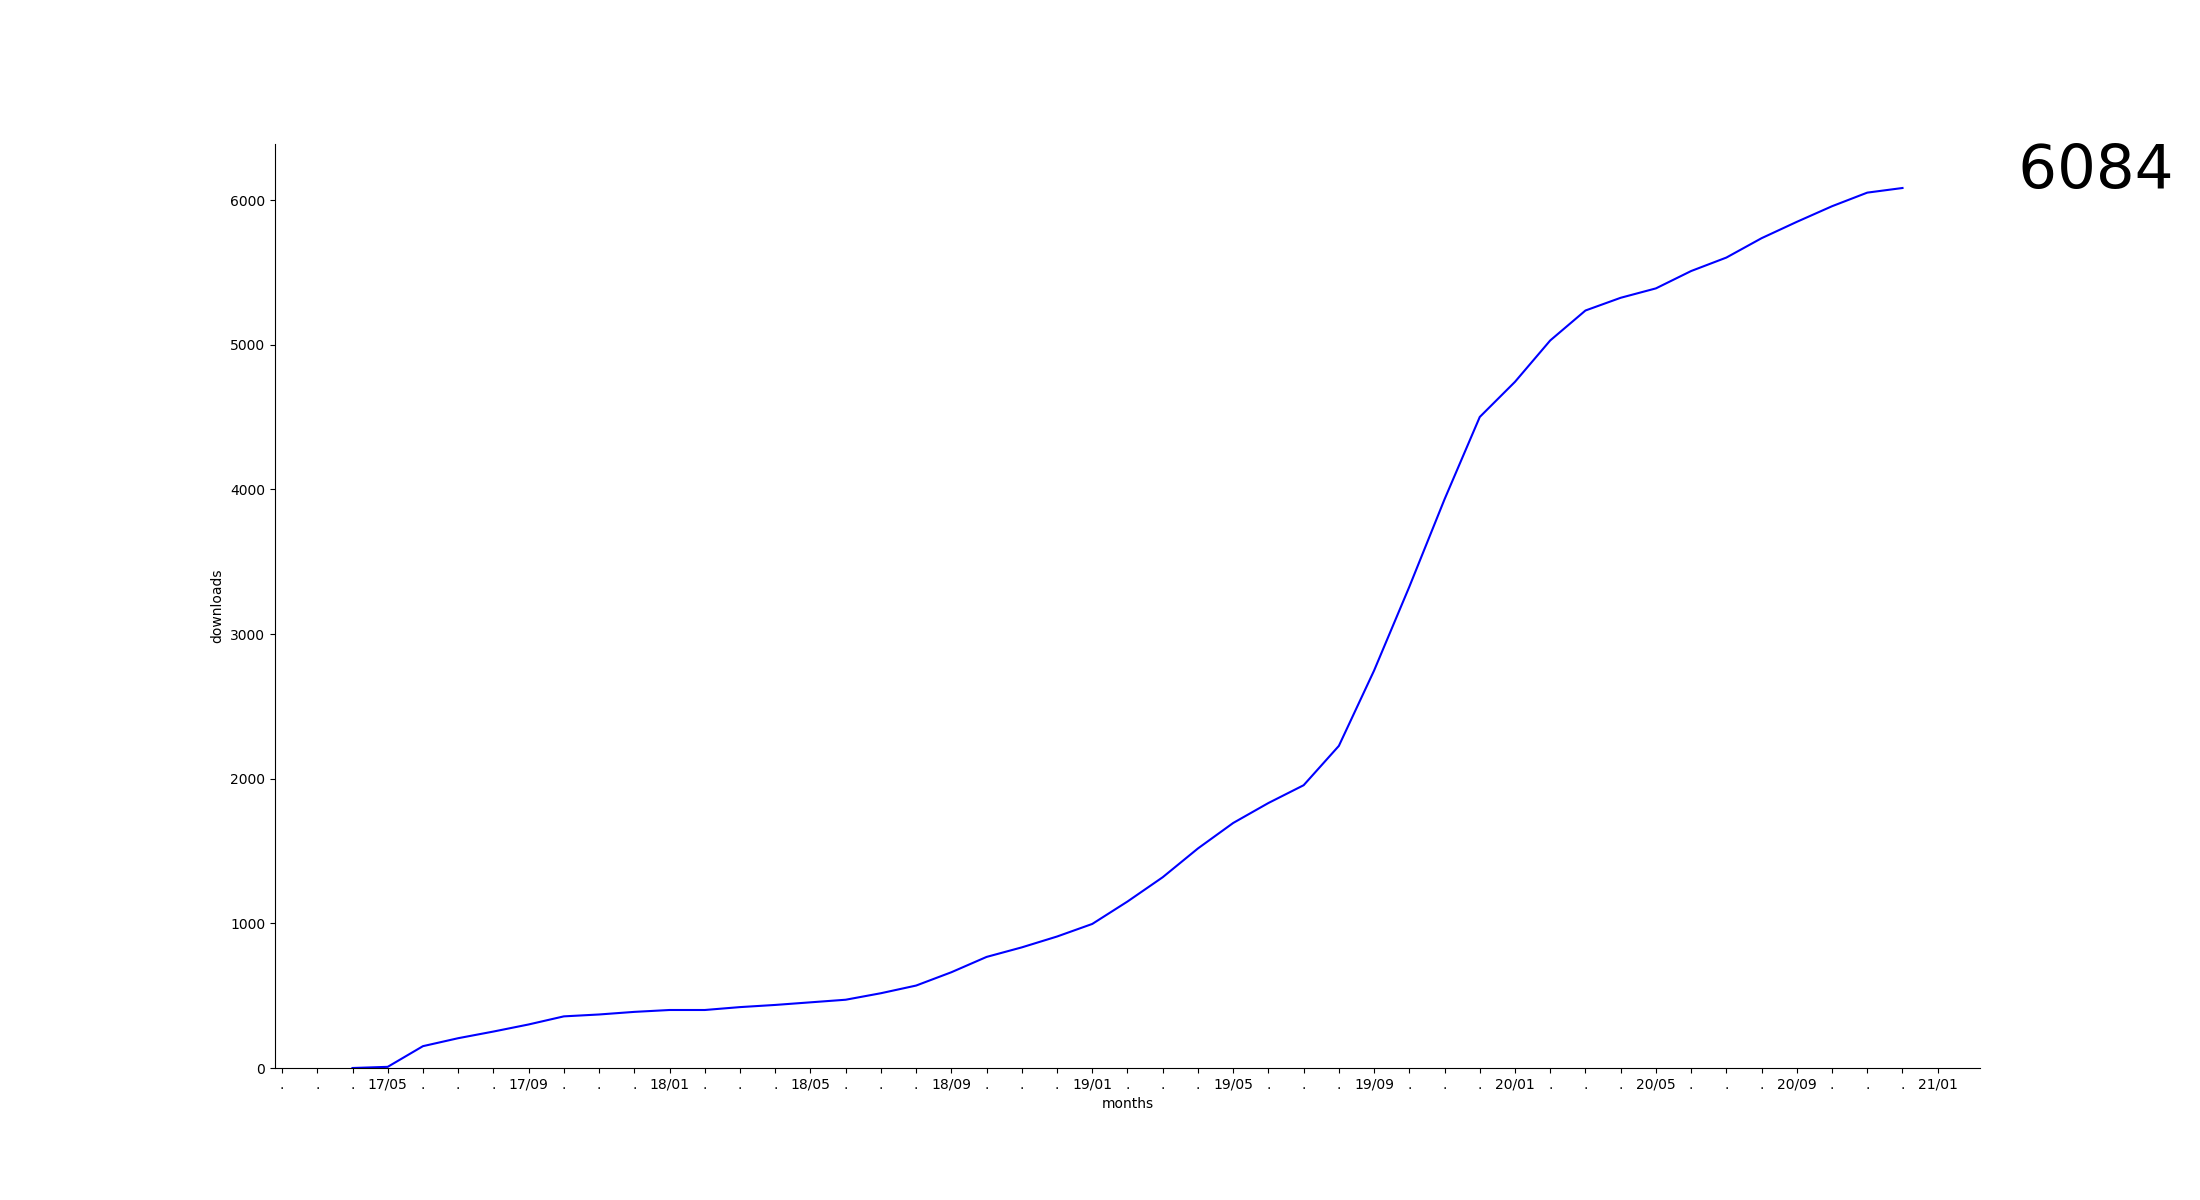 6084
6000
5000
4000
3000
2000
1000
0
downloads
. . . 17/05 . . . 17/09 . . . 18/01 . . . 18/05 . . . 18/09 . . . 19/01 . . . 19/05 . . . 19/09 . . . 20/01 . . . 20/05 . . . 20/09 . . . 21/01
months